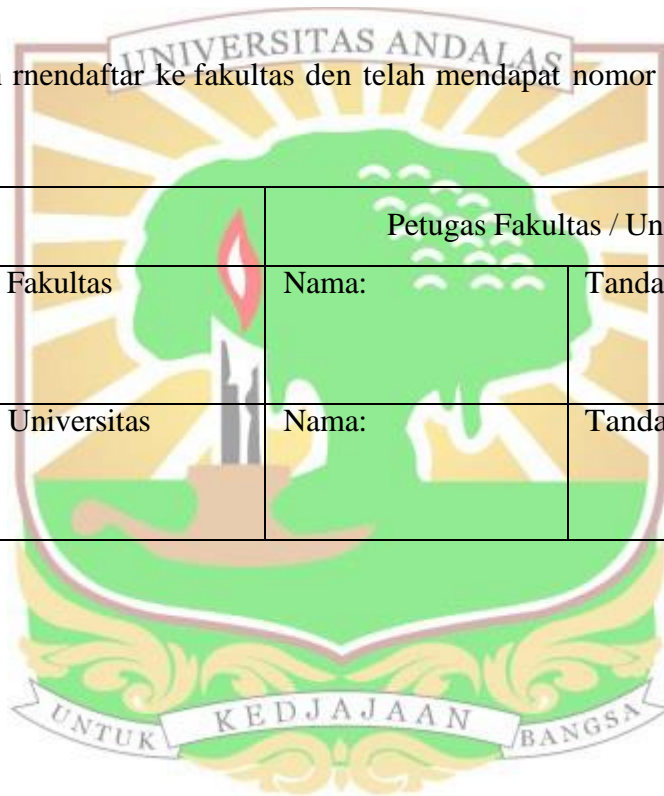 UNIVERSITAS ANDALAS
rnendaftar ke fakultas den telah mendapat nomor
Petugas Fakultas / Un
Fakultas Nama: Tanda
Universitas Nama: Tanda
UNTUK KEDJAJAAN BANGSA